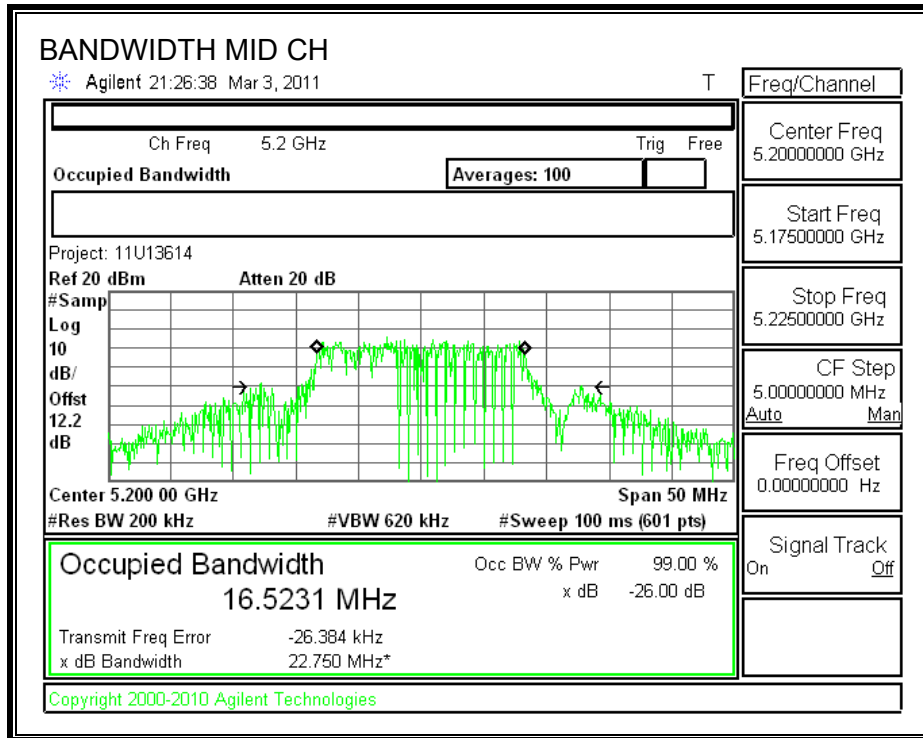 BANDWIDTH MID CH
Agilent 21:26:38 Mar 3, 2011 T
Ch Freq 5.2 GHz Trig Free
Occupied Bandwidth Averages: 100
Project: 11U13614
Ref 20 dBm Atten 20 dB
#Samp
Log
10
dB/
Offst
12.2
dB
Center 5.200 00 GHz Span 50 MHz
#Res BW 200 kHz #VBW 620 kHz #Sweep 100 ms (601 pts)
Occupied Bandwidth Occ BW % Pwr 99.00 %
16.5231 MHz x dB -26.00 dB
Transmit Freq Error -26.384 kHz
x dB Bandwidth 22.750 MHz*
Copyright 2000-2010 Agilent Technologies
Freq/Channel
Center Freq
5.20000000 GHz
Start Freq
5.17500000 GHz
Stop Freq
5.22500000 GHz
CF Step
5.00000000 MHz
Auto Man
Freq Offset
0.00000000 Hz
Signal Track
On Off